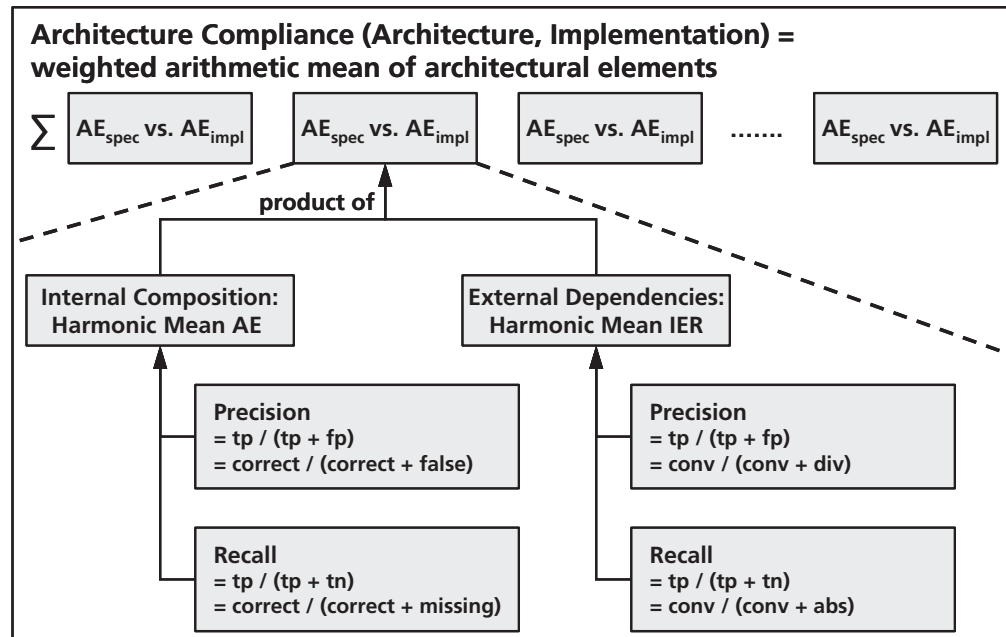 Architecture Compliance (Architecture, Implementation) =
weighted arithmetic mean of architectural elements
∑ AEspec vs. AEimpl AEspec vs. AEimpl AEspec vs. AEimpl ....... AEspec vs. AEimpl
product of
Internal Composition:
Harmonic Mean AE
External Dependencies:
Harmonic Mean IER
Precision
= tp / (tp + fp)
= correct / (correct + false)
Precision
= tp / (tp + fp)
= conv / (conv + div)
Recall
= tp / (tp + tn)
= correct / (correct + missing)
Recall
= tp / (tp + tn)
= conv / (conv + abs)